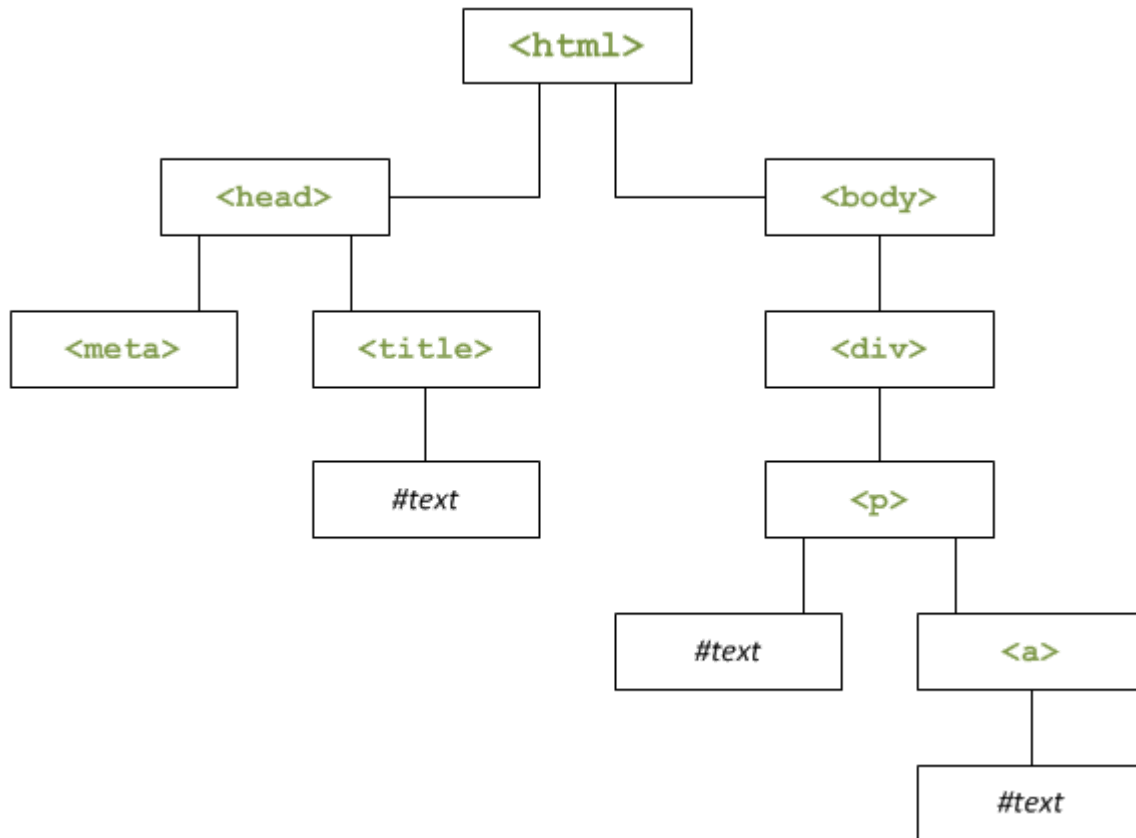 <html>
<head>
<body>
<meta>
<title>
<div>
#text
<p>
#text
<a>
#text